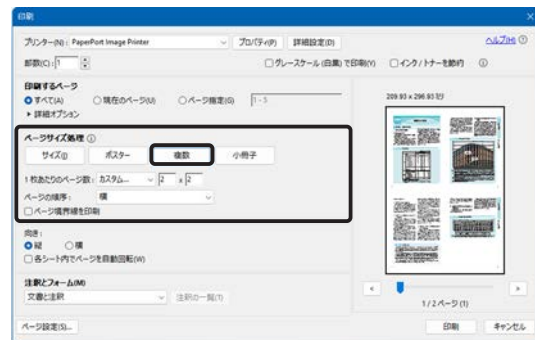 印刷
プリンター(N): PaperPort Image Printer プロパティ(P) 詳細設定(D) ヘルプ(H)
部数(C): 1 グレースケール (白黒) で印刷(Y) インク/トナーを節約
印刷するページ
すべて(A) 現在のページ(U) ページ指定(G) 1 - 5
詳細オプション
209.93 x 296.93 ミリ
ページサイズ処理
サイズ(I) ポスター 複数 小冊子
1 枚あたりのページ数: カスタム... 2 x 2
ページの順序: 横
ページ境界線を印刷
向き:
縦 横
各シート内でページを自動回転(W)
注釈とフォーム(M)
文書と注釈 注釈の一覧(T)
1 / 2 ページ (1)
ページ設定(S)... 印刷 キャンセル